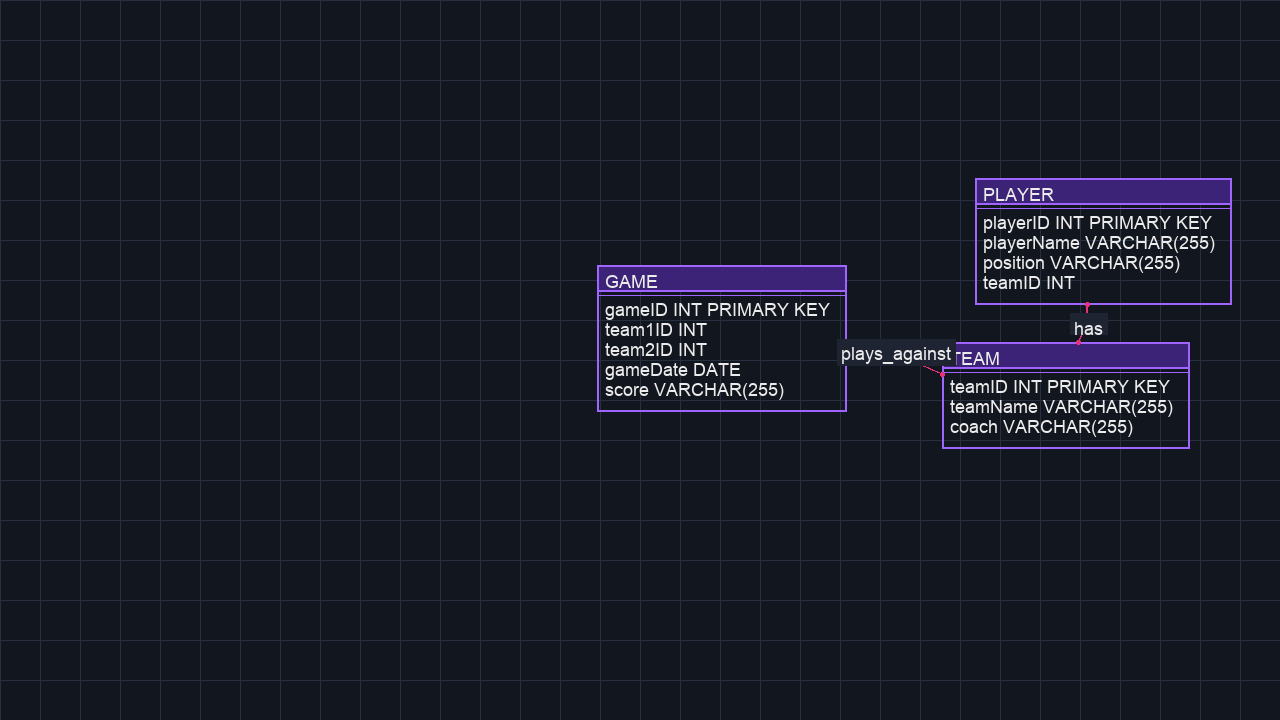 PLAYER
playerID INT PRIMARY KEY
playerName VARCHAR(255)
position VARCHAR(255)
teamID INT
GAME
gameID INT PRIMARY KEY
team1ID INT
team2ID INT
gameDate DATE
score VARCHAR(255)
has
plays_against
TEAM
teamID INT PRIMARY KEY
teamName VARCHAR(255)
coach VARCHAR(255)